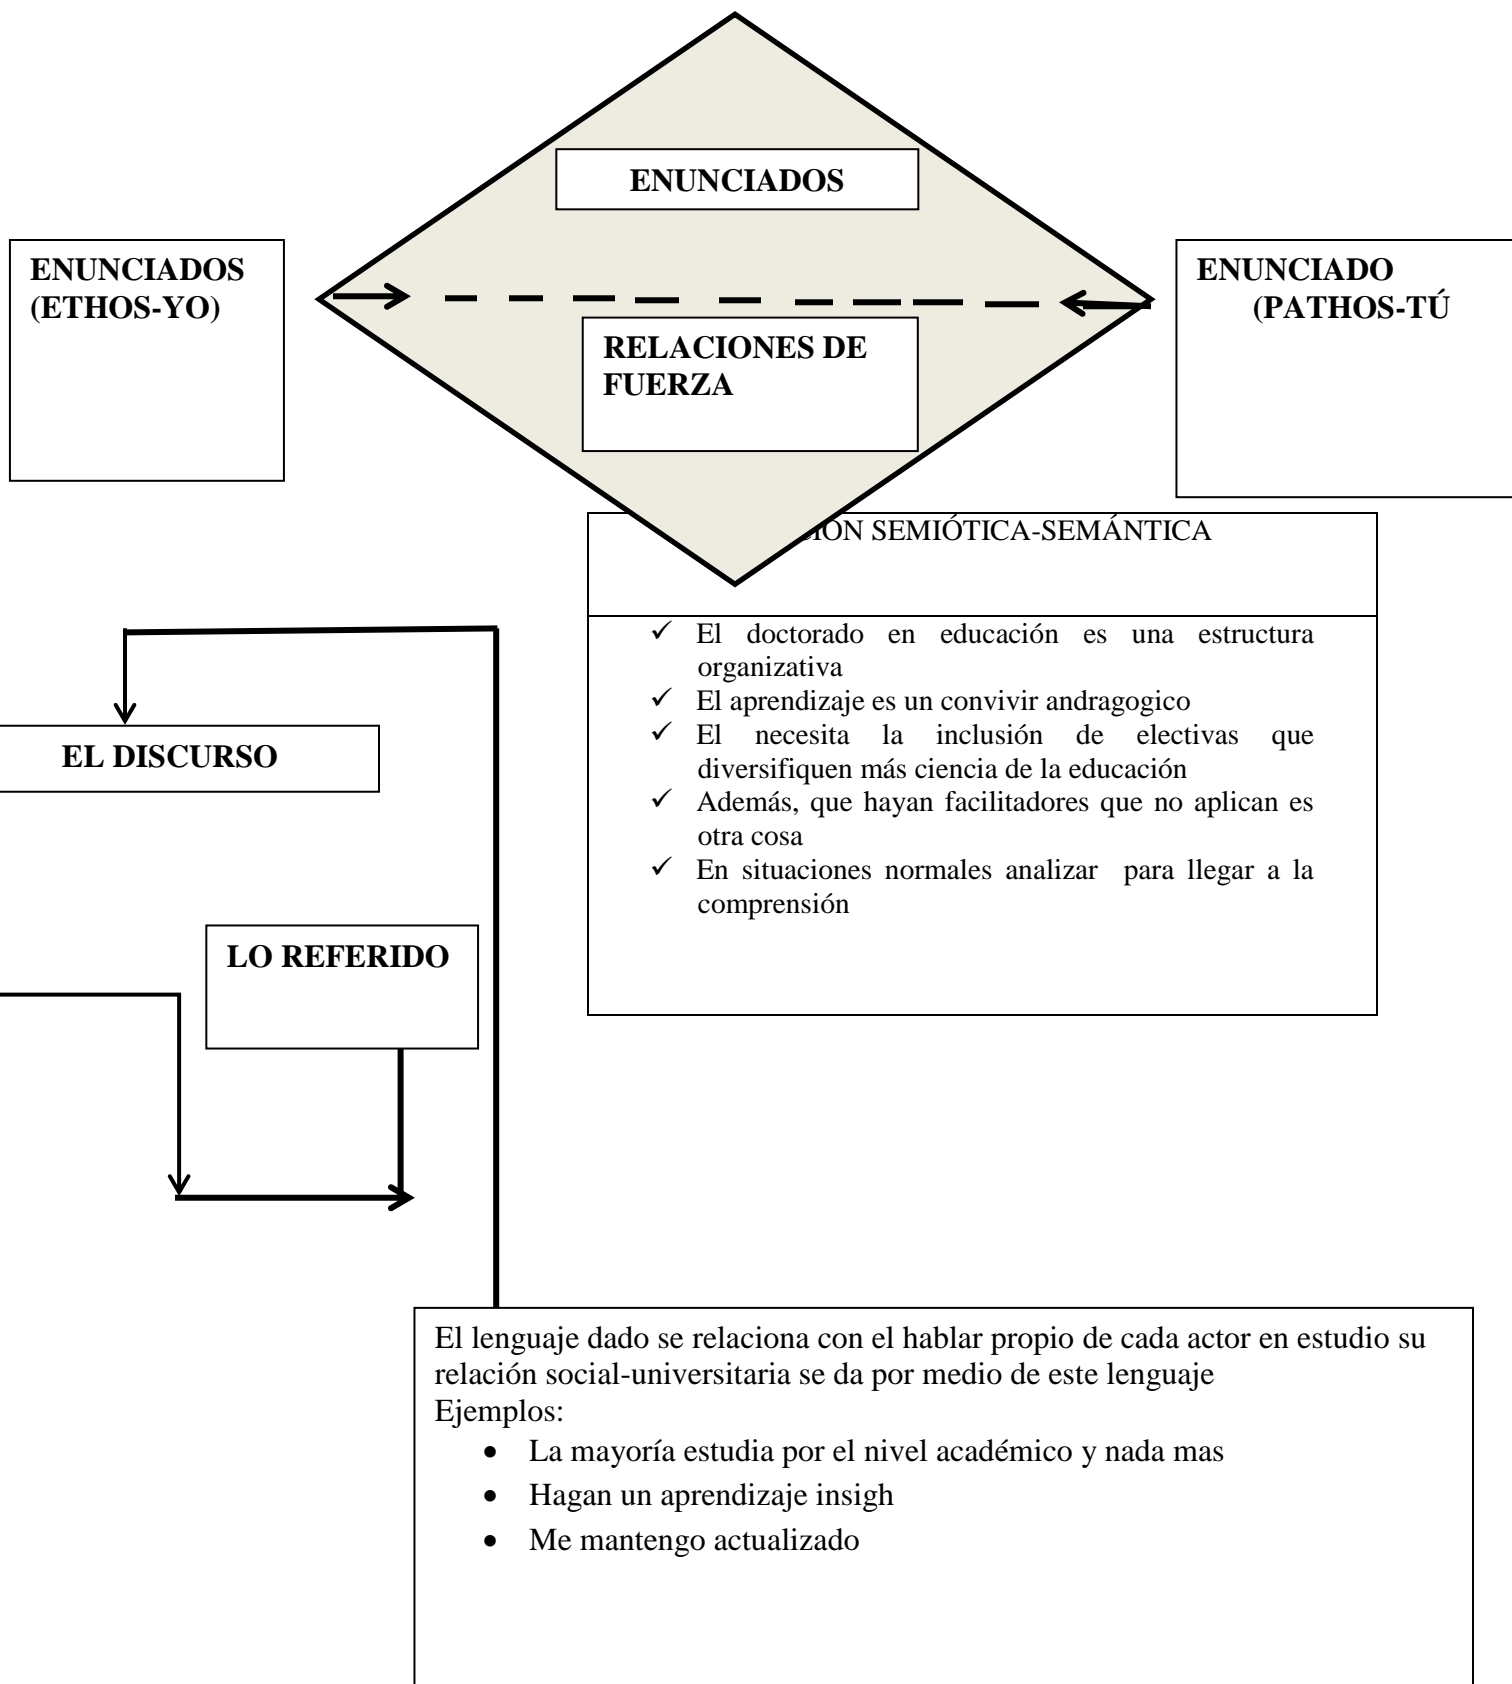 ENUNCIADOS
ENUNCIADOS
(ETHOS-YO)
ENUNCIADO
(PATHOS-TÚ
RELACIONES DE
FUERZA
SEMIÓTICA-SEMÁNTICA
✓ El doctorado en educación es una estructura
organizativa
✓ El aprendizaje es un convivir andragogico
✓ El necesita la inclusión de electivas que
diversifiquen más ciencia de la educación
✓ Además, que hayan facilitadores que no aplican es
otra cosa
✓ En situaciones normales analizar para llegar a la
comprensión
EL DISCURSO
LO REFERIDO
El lenguaje dado se relaciona con el hablar propio de cada actor en estudio su
relación social-universitaria se da por medio de este lenguaje
Ejemplos:
• La mayoría estudia por el nivel académico y nada mas
• Hagan un aprendizaje insigh
• Me mantengo actualizado